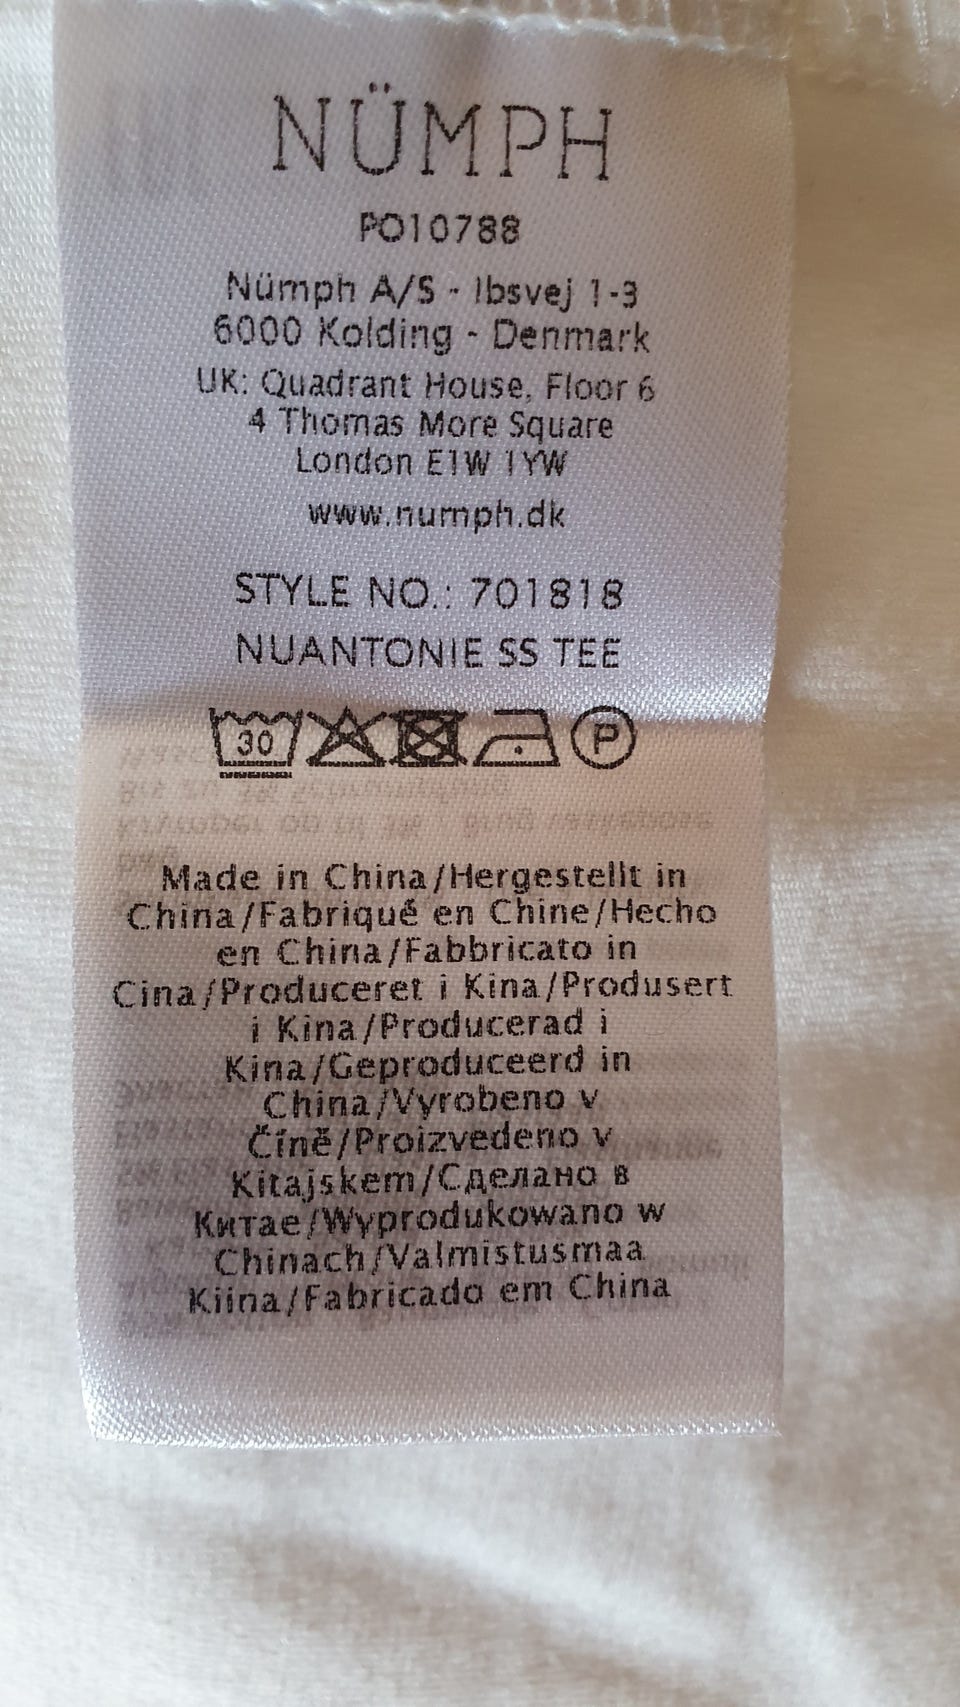 NÜMPH
PO10788
Nümph A/S - Ibsvej 1-3
6000 Kolding - Denmark
UK: Quadrant House, Floor 6
4 Thomas More Square
London E1W 1YW
www.numph.dk
STYLE NO.: 701818
NUANTONIE SS TEE
30 P
Made in China/Hergestellt in
China/Fabriqué en Chine/Hecho
en China/Fabbricato in
Cina/Produceret i Kina/Produsert
i Kina/Producerad i
Kina/Geproduceerd in
China/Vyrobeno v
Číně/Proizvedeno v
Kitajskem/Сделано в
Китае/Wyprodukowano w
Chinach/Valmistusmaa
Kiina/Fabricado em China